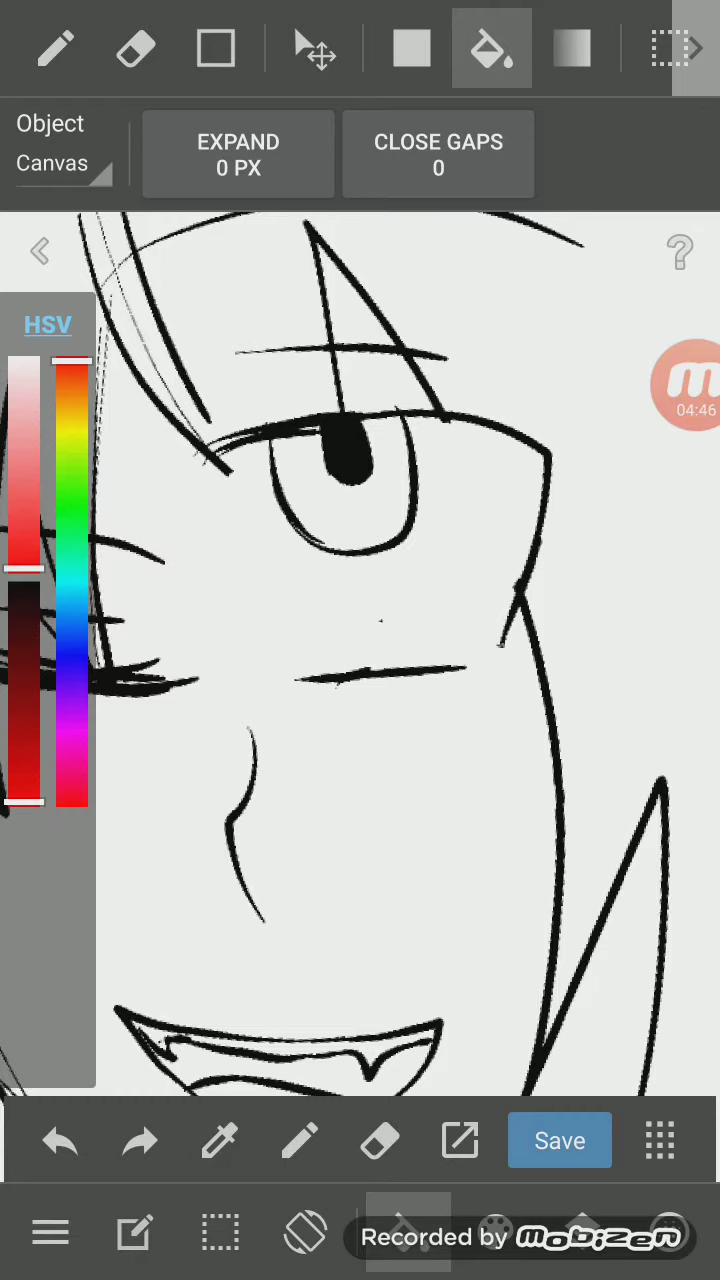 Object
Canvas
EXPAND
0 PX
CLOSE GAPS
0
HSV
04:46
Save
Recorded by mobizen